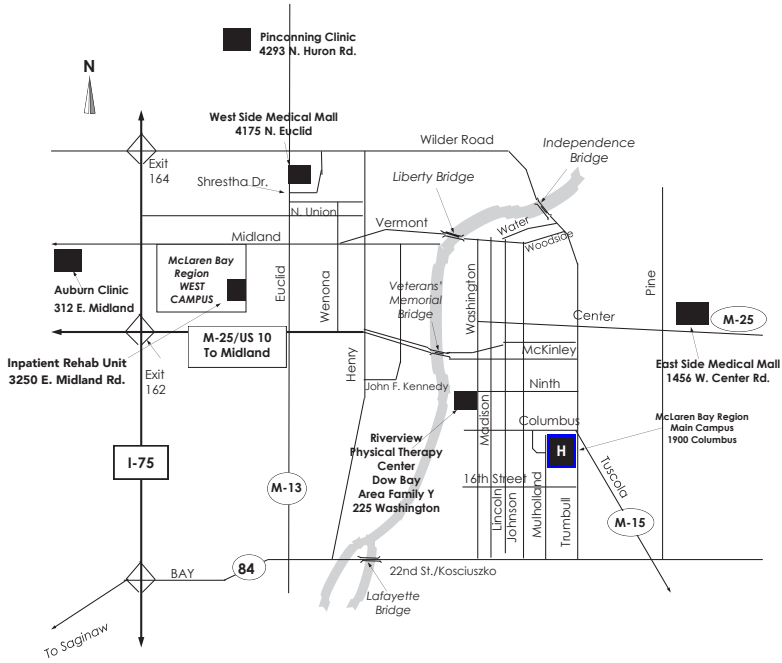 Pinconning Clinic
4293 N. Huron Rd.
N
West Side Medical Mall
4175 N. Euclid
Wilder Road
Independence
Bridge
Exit
164
Shrestha Dr.
Liberty Bridge
N. Union
Vermont
Water
Woodside
Midland
McLaren Bay
Region
WEST
CAMPUS
Auburn Clinic
312 E. Midland
Euclid
Wenona
Veterans'
Memorial
Bridge
Washington
Pine
Center
M-25
M-25/US 10
To Midland
McKinley
Inpatient Rehab Unit
3250 E. Midland Rd.
Exit
162
Henry
East Side Medical Mall
1456 W. Center Rd.
John F. Kennedy
Ninth
Madison
Columbus
McLaren Bay Region
Main Campus
1900 Columbus
H
Riverview
Physical Therapy
Center
Dow Bay
Area Family Y
225 Washington
I-75
M-13
16th Street
Lincoln
Johnson
Mulholland
Trumbull
Tuscola
M-15
BAY
84
22nd St./Kosciuszko
Lafayette
Bridge
To Saginaw